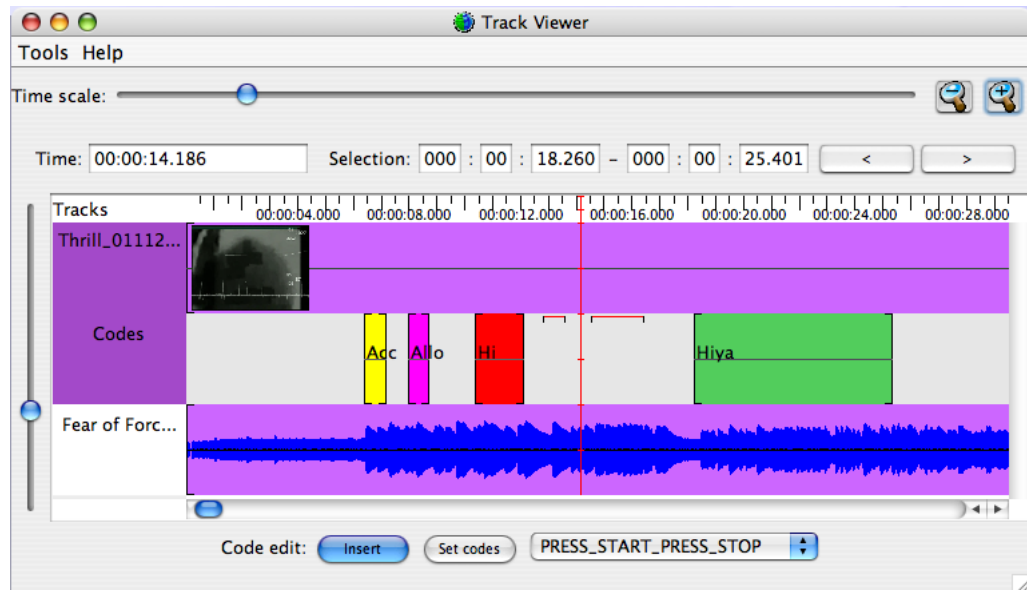 Track Viewer
Tools Help
Time scale:
Time: 00:00:14.186 Selection: 000 : 00 : 18.260 – 000 : 00 : 25.401 < >
Tracks 00:00:04.000 00:00:08.000 00:00:12.000 00:00:16.000 00:00:20.000 00:00:24.000 00:00:28.000
Thrill_01112...
Codes
Acc Allo Hi Hiya
Fear of Forc...
Code edit: Insert Set codes PRESS_START_PRESS_STOP